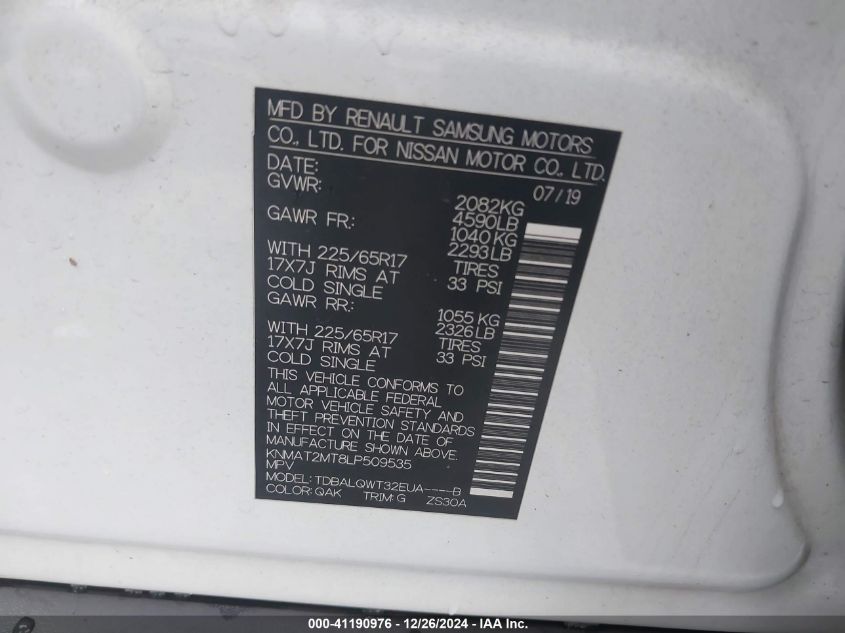 MFD BY RENAULT SAMSUNG MOTORS
CO., LTD. FOR NISSAN MOTOR CO., LTD.
DATE: 07/19
GVWR: 2082KG
4590LB
GAWR FR.: 1040KG
2293LB
WITH 225/65R17 TIRES
17X7J RIMS AT 33 PSI
COLD SINGLE
GAWR RR.: 1055KG
2326LB
WITH 225/65R17 TIRES
17X7J RIMS AT 33 PSI
COLD SINGLE
THIS VEHICLE CONFORMS TO
ALL APPLICABLE FEDERAL
MOTOR VEHICLE SAFETY AND
THEFT PREVENTION STANDARDS
IN EFFECT ON THE DATE OF
MANUFACTURE SHOWN ABOVE.
KNMAT2MT8LP509535
MPV
MODEL: TDBALQWT32EUA----B
COLOR: QAK TRIM: G ZS30A
000-41190976 - 12/26/2024 - IAA Inc.